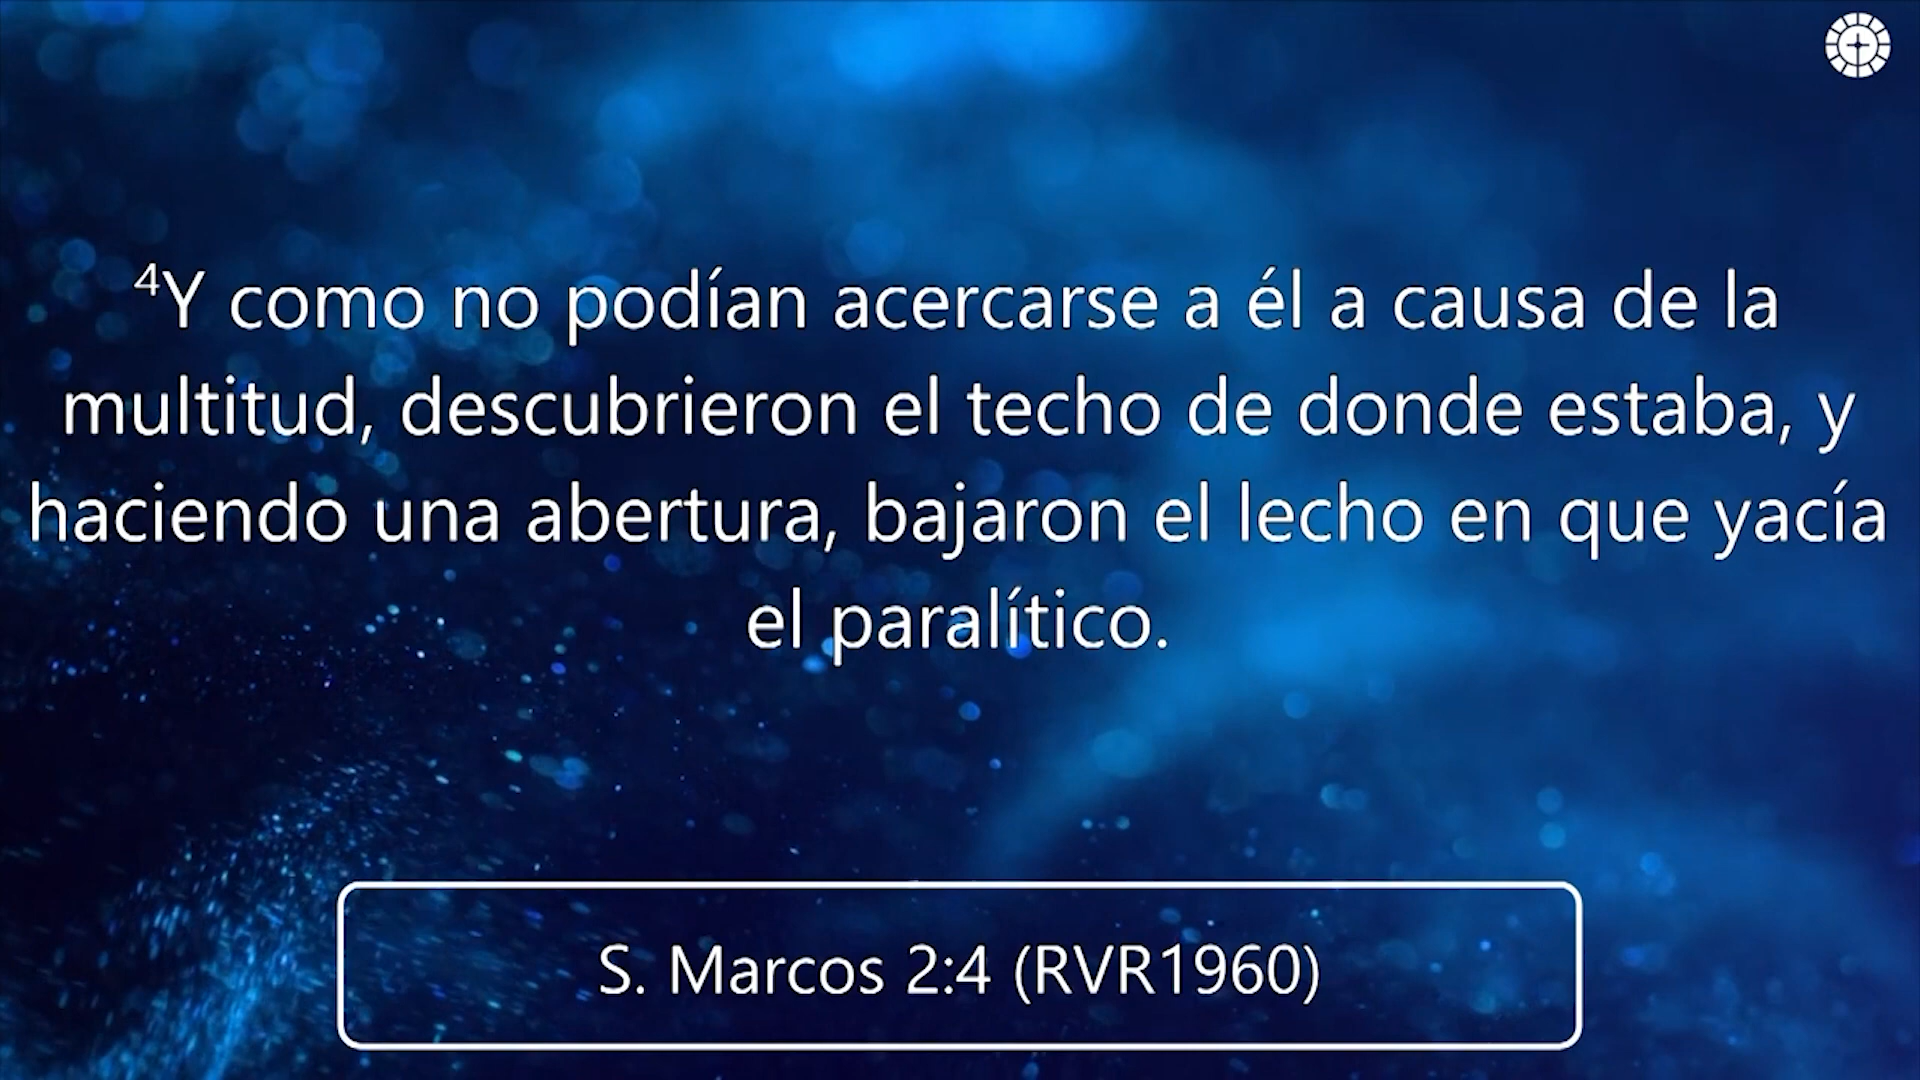 ⁴Y como no podían acercarse a él a causa de la
multitud, descubrieron el techo de donde estaba, y
haciendo una abertura, bajaron el lecho en que yacía
el paralítico.
S. Marcos 2:4 (RVR1960)